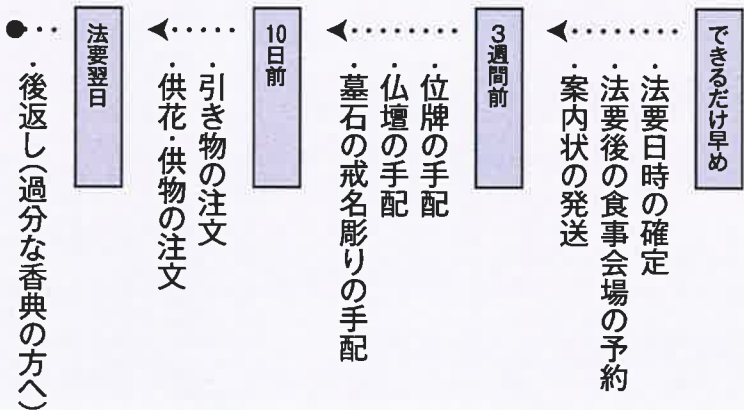 できるだけ早め
・法要日時の確定
・法要後の食事会場の予約
・案内状の発送
3週間前
・位牌の手配
・仏壇の手配
・墓石の戒名彫りの手配
10日前
・引き物の注文
・供花・供物の注文
法要翌日
・後返し(過分な香典の方へ)